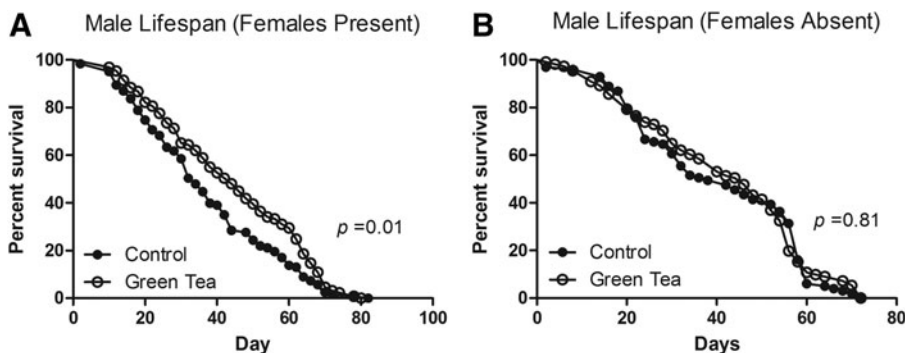 A Male Lifespan (Females Present)
Percent survival
100
80
60
40
20
0
p =0.01
Control
Green Tea
0 20 40 60 80 100
Day
B Male Lifespan (Females Absent)
Percent survival
100
80
60
40
20
0
p =0.81
Control
Green Tea
0 20 40 60 80
Days